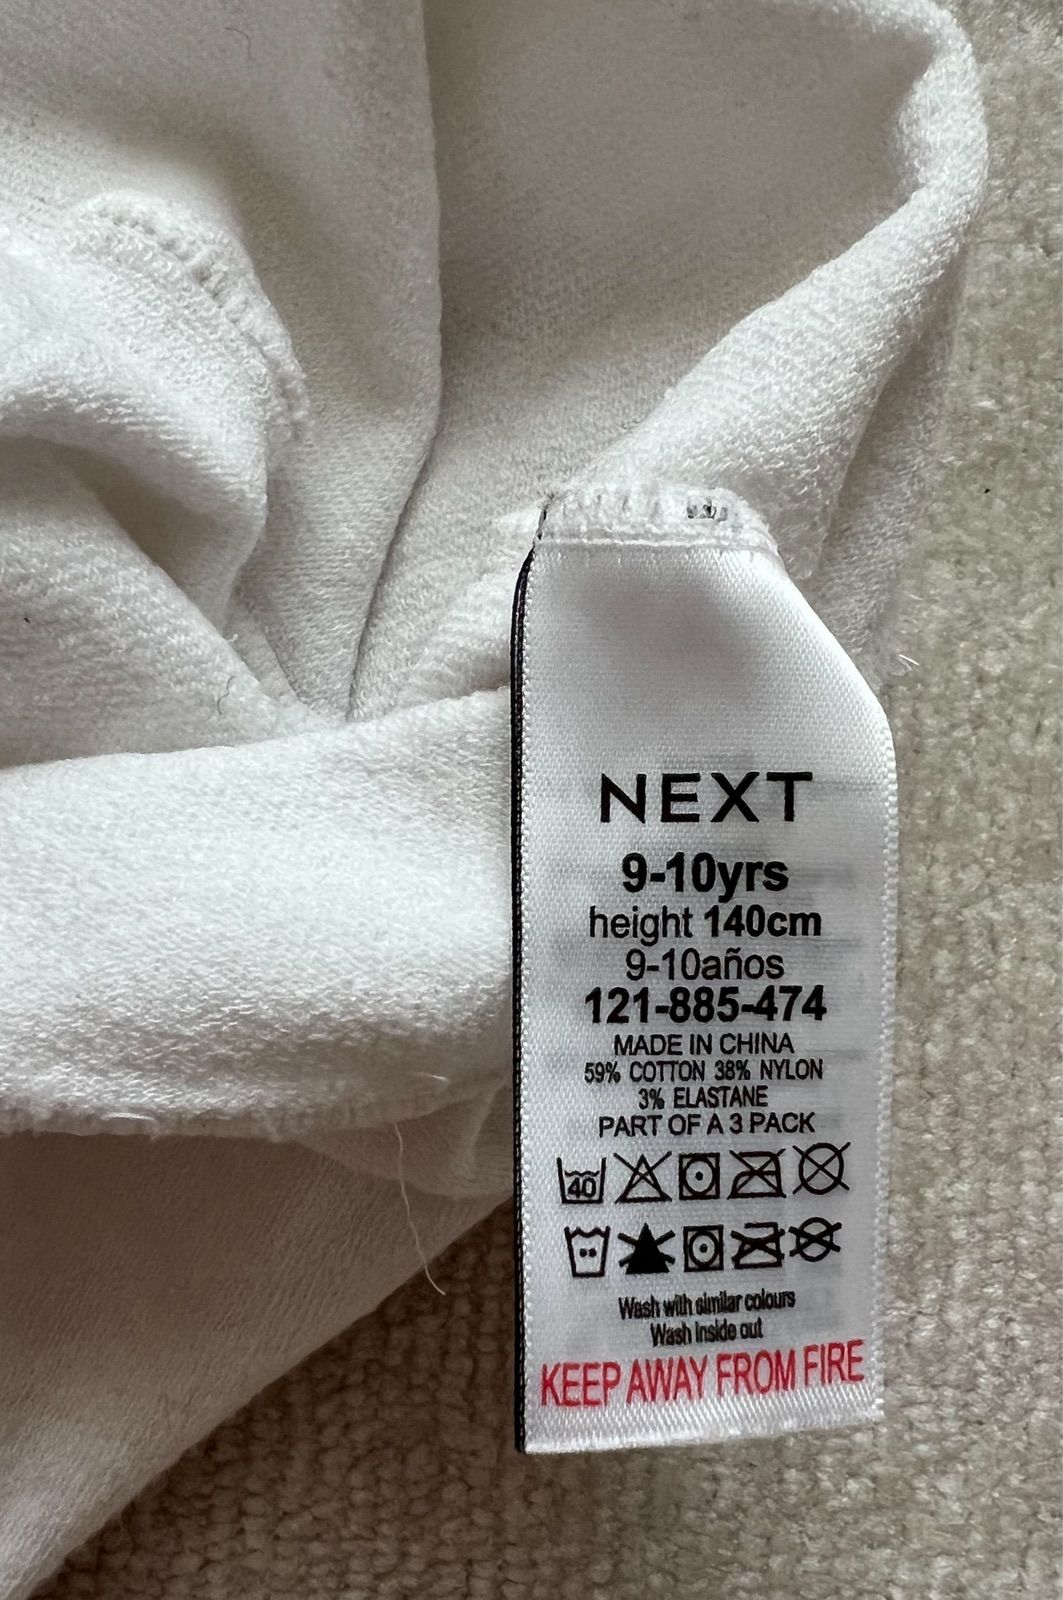 NEXT
9-10yrs
height 140cm
9-10años
121-885-474
MADE IN CHINA
59% COTTON 38% NYLON
3% ELASTANE
PART OF A 3 PACK
40
Wash with similar colours
Wash inside out
KEEP AWAY FROM FIRE